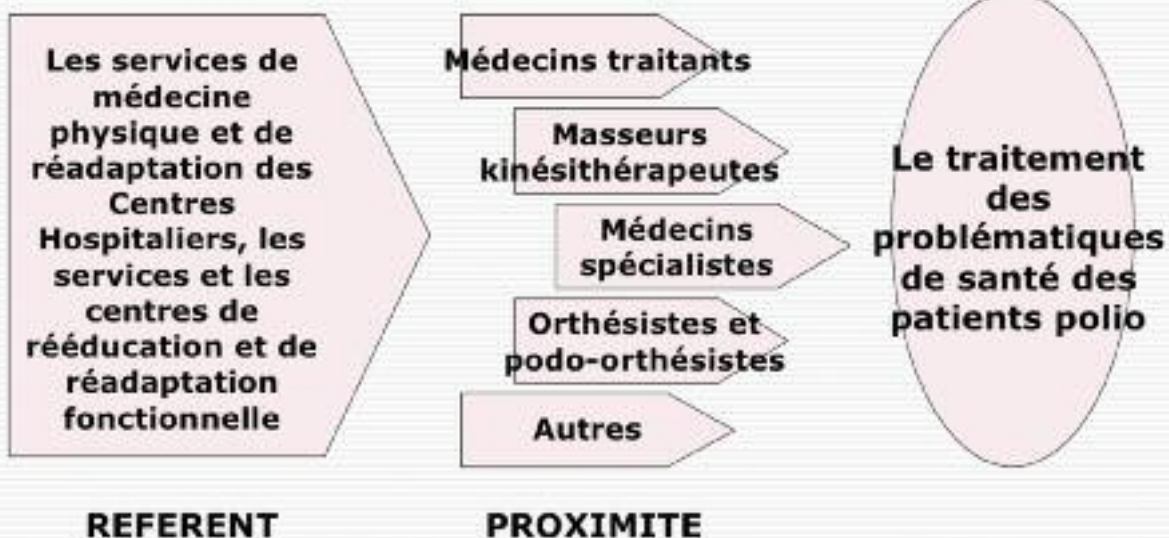 Les services de
médecine
physique et de
réadaptation des
Centres
Hospitaliers, les
services et les
centres de
rééducation et de
réadaptation
fonctionnelle
REFERENT
Médecins traitants
Masseurs
kinésithérapeutes
Médecins
spécialistes
Orthésistes et
podo-orthésistes
Autres
PROXIMITE
Le traitement
des
problématiques
de santé des
patients polio